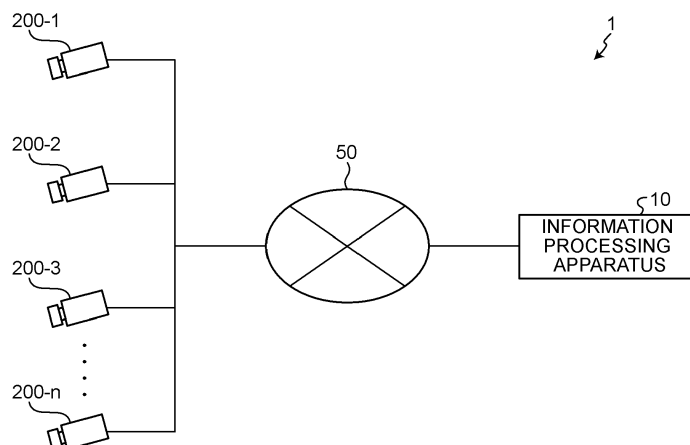 200-1
1
200-2
50
10
INFORMATION
PROCESSING
APPARATUS
200-3
200-n